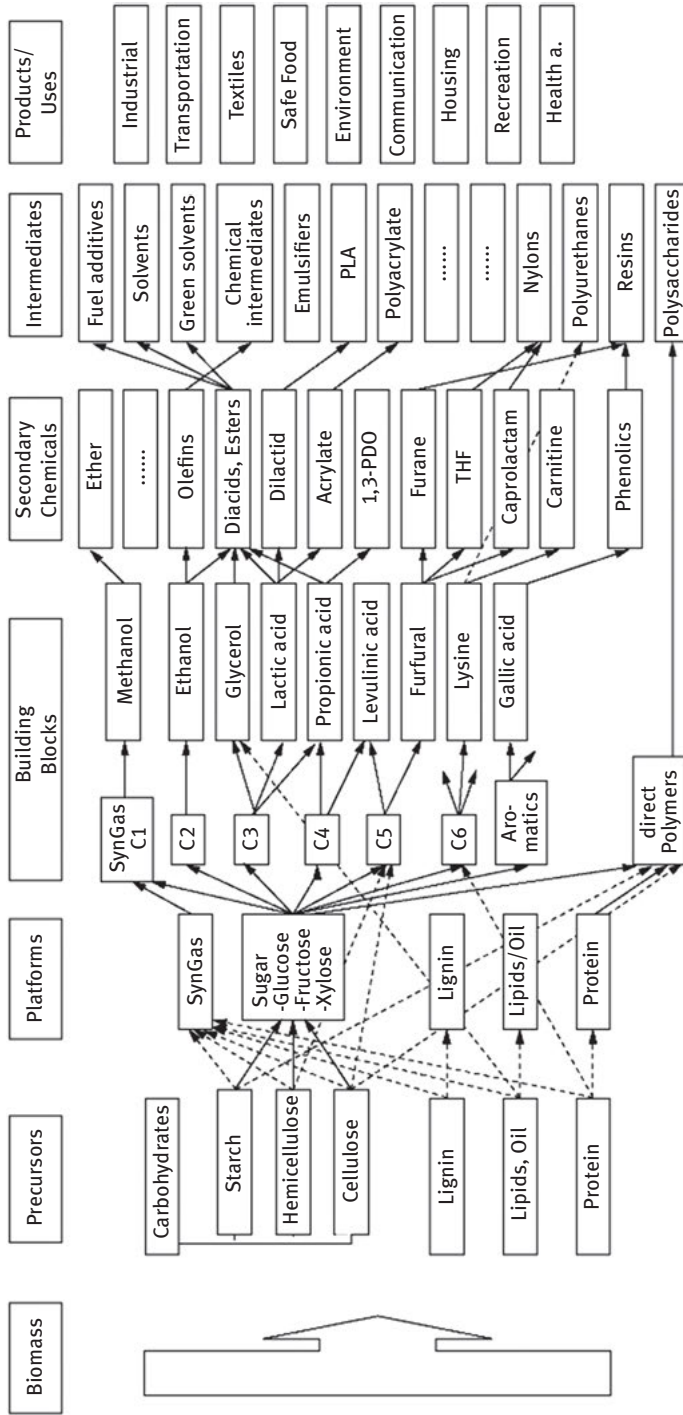 Biomass
Precursors
Platforms
Building
Blocks
Secondary
Chemicals
Intermediates
Products/
Uses
Carbohydrates
Starch
Hemicellulose
Cellulose
Lignin
Lipids, Oil
Protein
SynGas
Sugar
-Glucose
-Fructose
-Xylose
Lignin
Lipids/Oil
Protein
SynGas
C1
C2
C3
C4
C5
C6
Aro-
matics
direct
Polymers
Methanol
Ethanol
Glycerol
Lactic acid
Propionic acid
Levulinic acid
Furfural
Lysine
Gallic acid
Ether
......
Olefins
Diacids, Esters
Dilactid
Acrylate
1,3-PDO
Furane
THF
Caprolactam
Carnitine
Phenolics
Fuel additives
Solvents
Green solvents
Chemical
intermediates
Emulsifiers
PLA
Polyacrylate
......
......
Nylons
Polyurethanes
Resins
Polysaccharides
Industrial
Transportation
Textiles
Safe Food
Environment
Communication
Housing
Recreation
Health a.